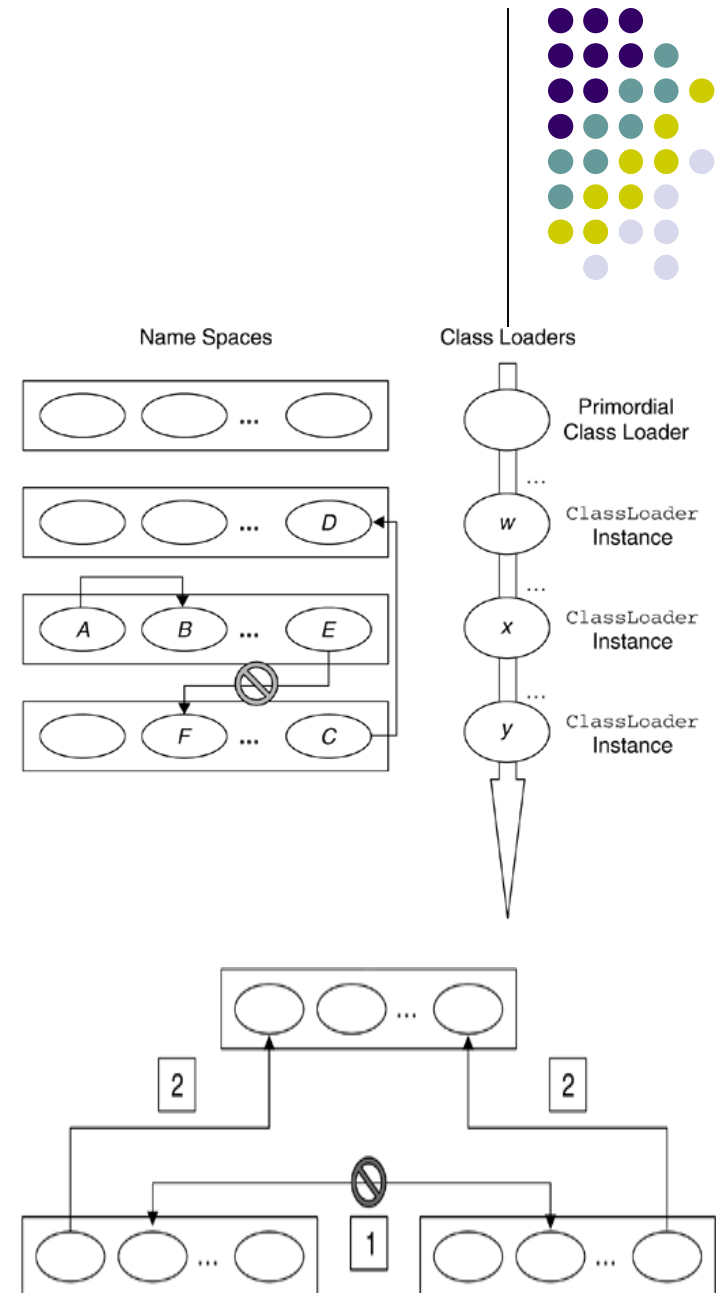 Name Spaces
Class Loaders
...
Primordial
Class Loader
...
... D
w
ClassLoader
Instance
...
A B ... E
x
ClassLoader
Instance
...
F ... C
y
ClassLoader
Instance
...
2
2
1
...
...